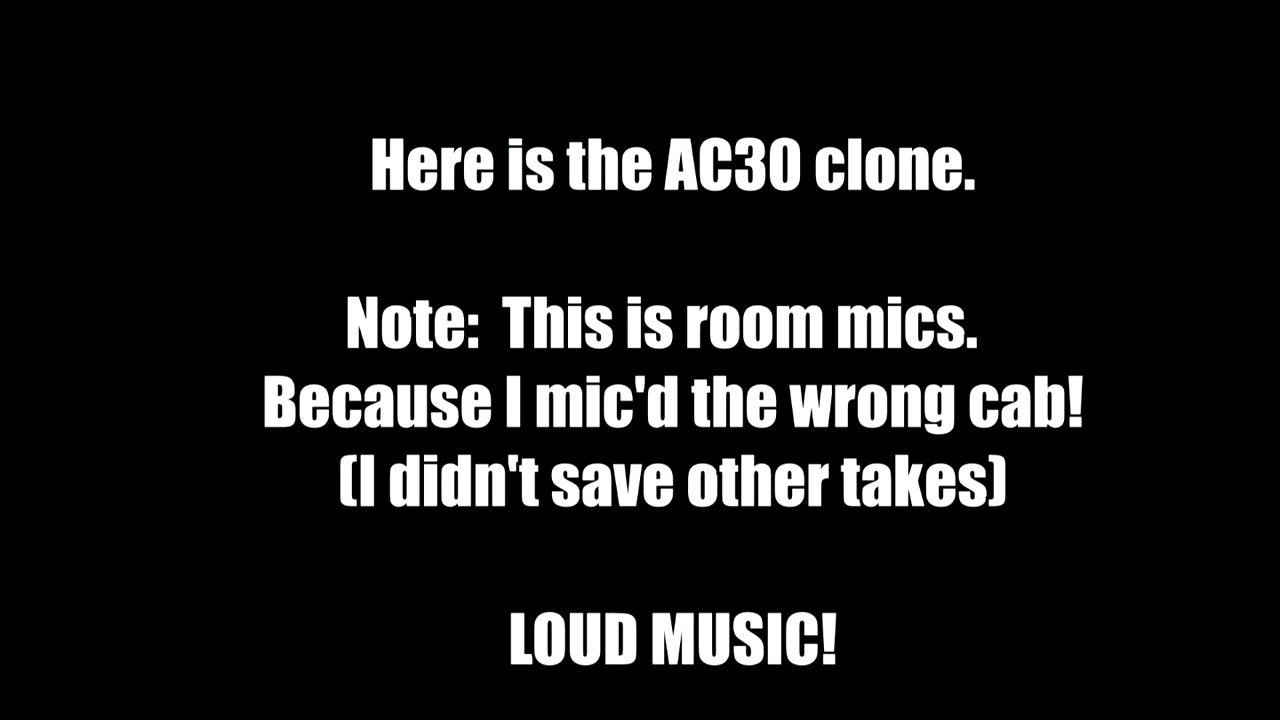 Here is the AC30 clone.
Note:  This is room mics.
Because I mic'd the wrong cab!
(I didn't save other takes)
LOUD MUSIC!